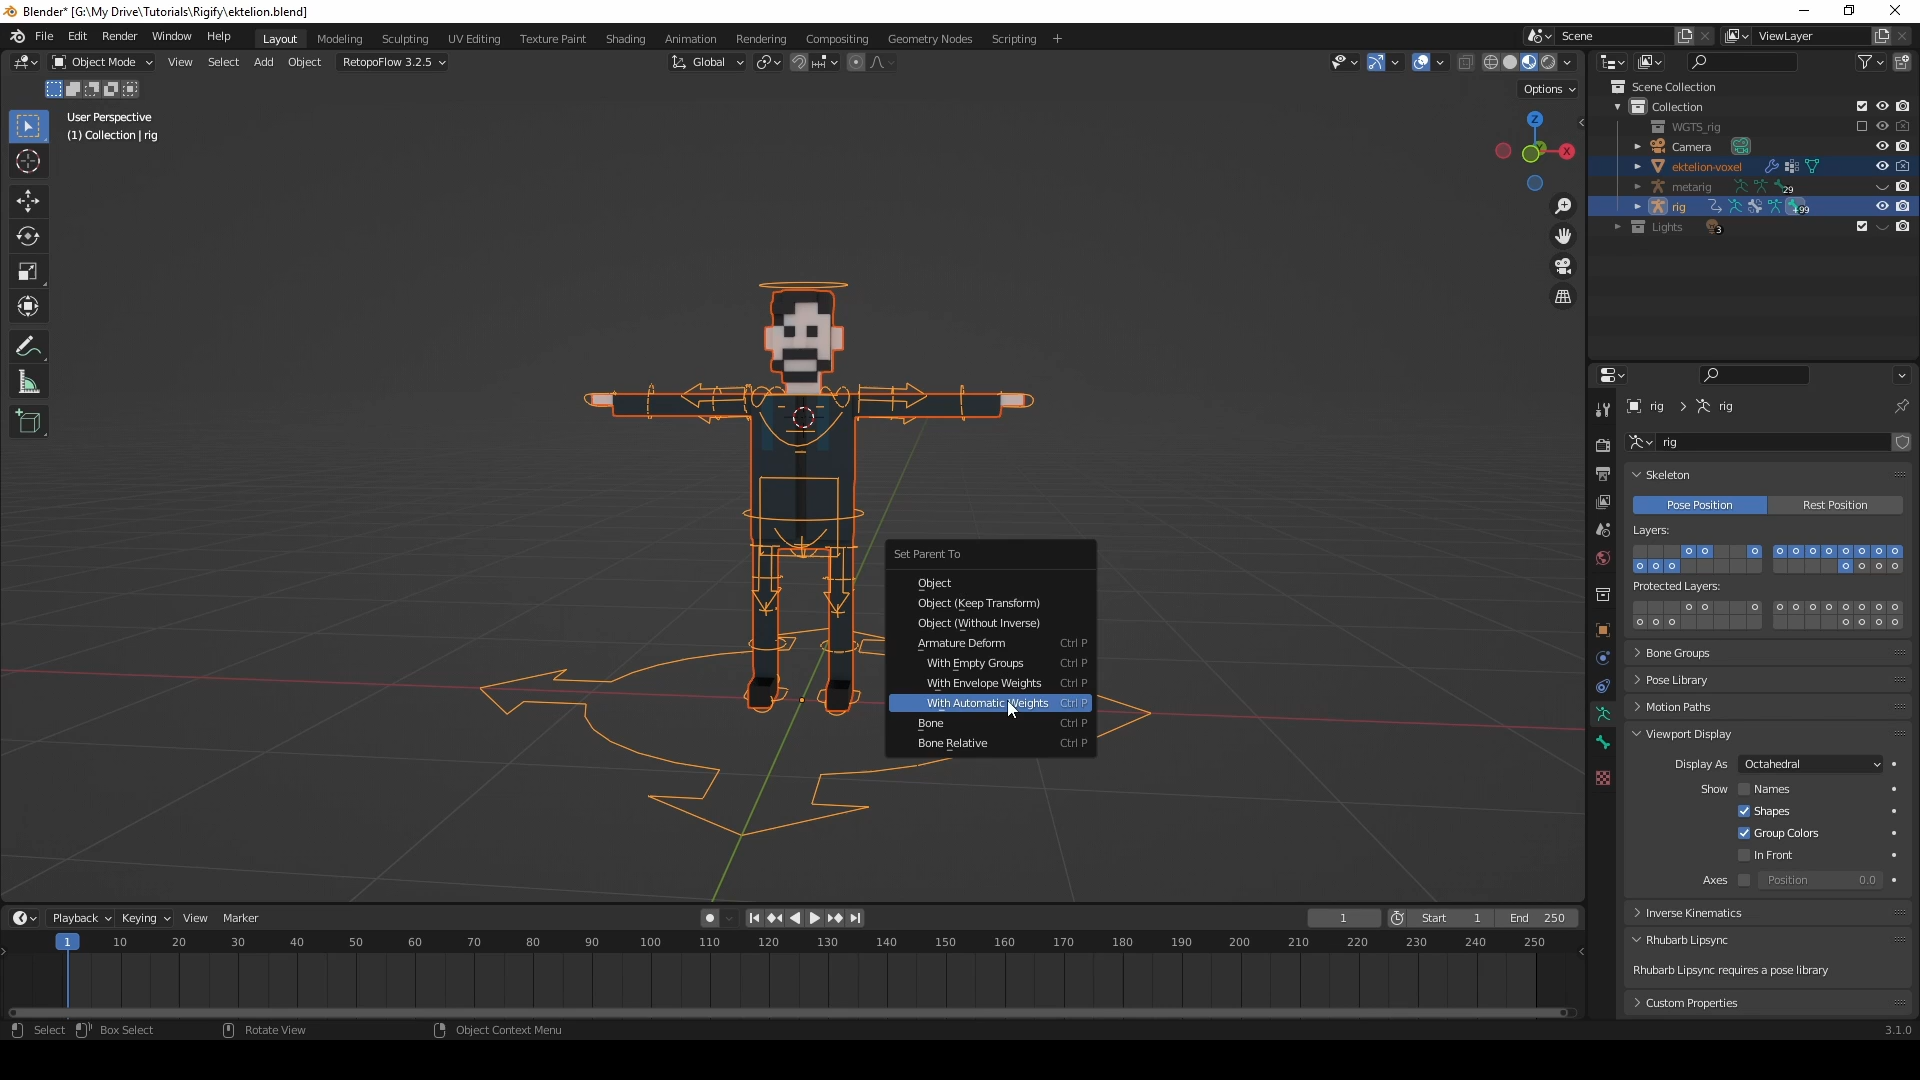 Blender* [G:\My Drive\Tutorials\Rigify\ektelion.blend]
File Edit Render Window Help Layout Modeling Sculpting UV Editing Texture Paint Shading Animation Rendering Compositing Geometry Nodes Scripting + Scene ViewLayer
Object Mode View Select Add Object RetopoFlow 3.2.5 Global
Options
User Perspective
(1) Collection | rig
Z
X
Scene Collection
Collection
WGTS_rig
Camera
ektelion-voxel
metarig 29
rig +99
Lights 3
rig > rig
rig
Skeleton
Pose Position Rest Position
Layers:
Protected Layers:
Bone Groups
Pose Library
Motion Paths
Viewport Display
Display As Octahedral
Show Names
Shapes
Group Colors
In Front
Axes Position 0.0
Inverse Kinematics
Rhubarb Lipsync
Rhubarb Lipsync requires a pose library
Custom Properties
Set Parent To
Object
Object (Keep Transform)
Object (Without Inverse)
Armature Deform Ctrl P
With Empty Groups Ctrl P
With Envelope Weights Ctrl P
With Automatic Weights Ctrl P
Bone Ctrl P
Bone Relative Ctrl P
Playback Keying View Marker 1 Start 1 End 250
1 10 20 30 40 50 60 70 80 90 100 110 120 130 140 150 160 170 180 190 200 210 220 230 240 250
Select Box Select Rotate View Object Context Menu 3.1.0